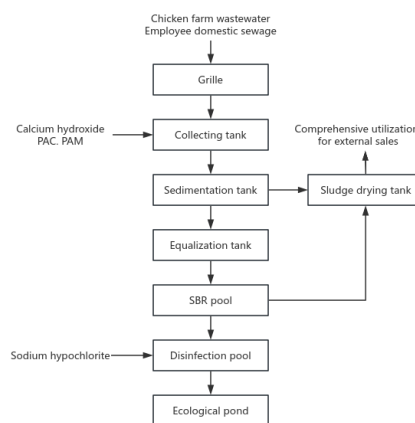 Chicken farm wastewater
Employee domestic sewage
Grille
Calcium hydroxide
PAC. PAM
Collecting tank
Comprehensive utilization
for external sales
Sedimentation tank
Sludge drying tank
Equalization tank
SBR pool
Sodium hypochlorite
Disinfection pool
Ecological pond